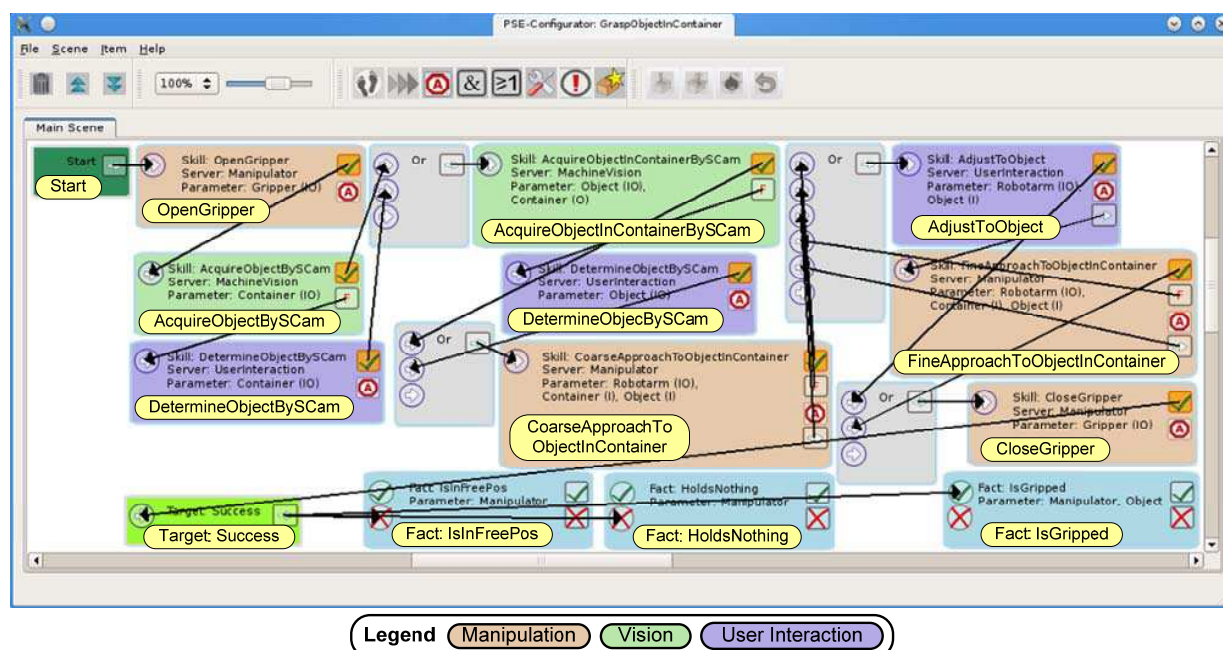 PSE-Configurator: GraspObjectInContainer
File Scene Item Help
100%
A & ≥1
Main Scene
Start
Start
Skill: OpenGripper
Server: Manipulator
Parameter: Gripper (IO)
A
OpenGripper
Or
Skill: AcquireObjectInContainerBySCam
Server: MachineVision
Parameter: Object (IO),
Container (O)
F
AcquireObjectInContainerBySCam
Or
Skill: AdjustToObject
Server: UserInteraction
Parameter: Robotarm (IO),
Object (I)
A
AdjustToObject
Skill: AcquireObjectBySCam
Server: MachineVision
Parameter: Container (IO)
F
AcquireObjectBySCam
Skill: DetermineObjectBySCam
Server: UserInteraction
Parameter: Object (IO)
A
DetermineObjecBySCam
Skill: FineApproachToObjectInContainer
Server: Manipulator
Parameter: Robotarm (IO),
Container (I), Object (I)
F
A
FineApproachToObjectInContainer
Skill: DetermineObjectBySCam
Server: UserInteraction
Parameter: Container (IO)
A
DetermineObjectBySCam
Or
Skill: CoarseApproachToObjectInContainer
Server: Manipulator
Parameter: Robotarm (IO),
Container (I), Object (I)
F
A
CoarseApproachTo
ObjectInContainer
Or
Skill: CloseGripper
Server: Manipulator
Parameter: Gripper (IO)
A
CloseGripper
Target: Success
Target: Success
Fact: IsInFreePos
Parameter: Manipulator
Fact: IsInFreePos
Fact: HoldsNothing
Parameter: Manipulator
Fact: HoldsNothing
Fact: IsGripped
Parameter: Manipulator, Object
Fact: IsGripped
Legend Manipulation Vision User Interaction